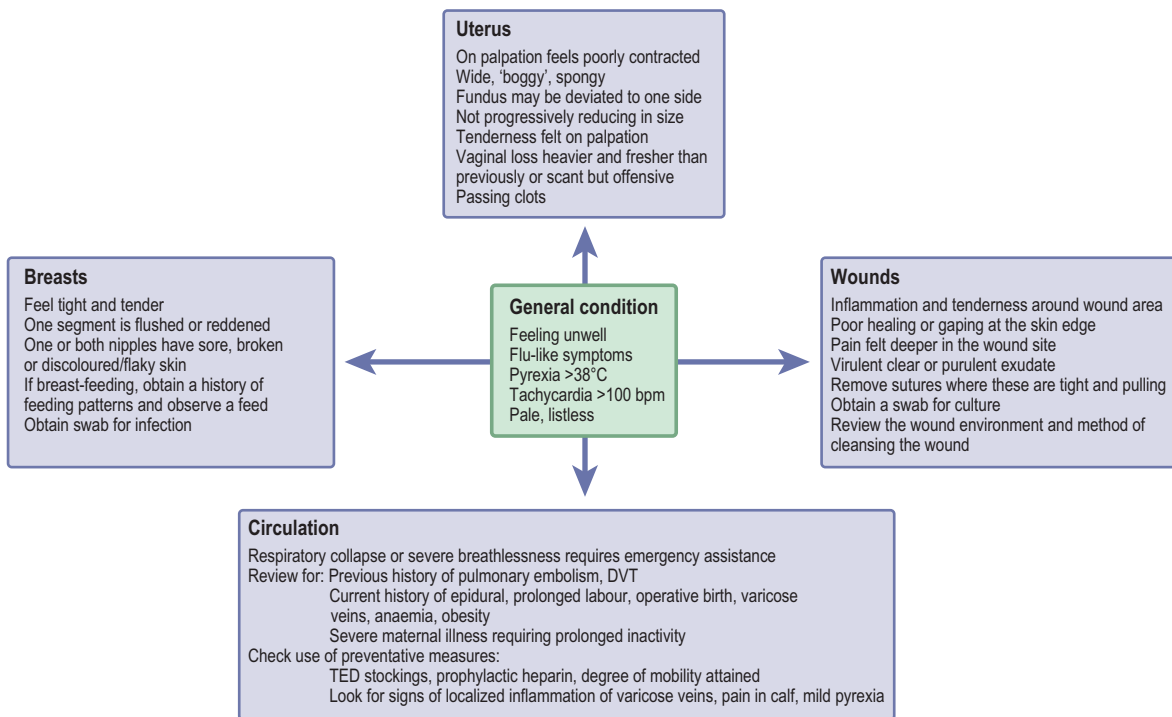 Uterus
On palpation feels poorly contracted
Wide, ‘boggy’, spongy
Fundus may be deviated to one side
Not progressively reducing in size
Tenderness felt on palpation
Vaginal loss heavier and fresher than
previously or scant but offensive
Passing clots
Breasts
Feel tight and tender
One segment is flushed or reddened
One or both nipples have sore, broken
or discoloured/flaky skin
If breast-feeding, obtain a history of
feeding patterns and observe a feed
Obtain swab for infection
General condition
Feeling unwell
Flu-like symptoms
Pyrexia >38°C
Tachycardia >100 bpm
Pale, listless
Wounds
Inflammation and tenderness around wound area
Poor healing or gaping at the skin edge
Pain felt deeper in the wound site
Virulent clear or purulent exudate
Remove sutures where these are tight and pulling
Obtain a swab for culture
Review the wound environment and method of
cleansing the wound
Circulation
Respiratory collapse or severe breathlessness requires emergency assistance
Review for: Previous history of pulmonary embolism, DVT
Current history of epidural, prolonged labour, operative birth, varicose
veins, anaemia, obesity
Severe maternal illness requiring prolonged inactivity
Check use of preventative measures:
TED stockings, prophylactic heparin, degree of mobility attained
Look for signs of localized inflammation of varicose veins, pain in calf, mild pyrexia